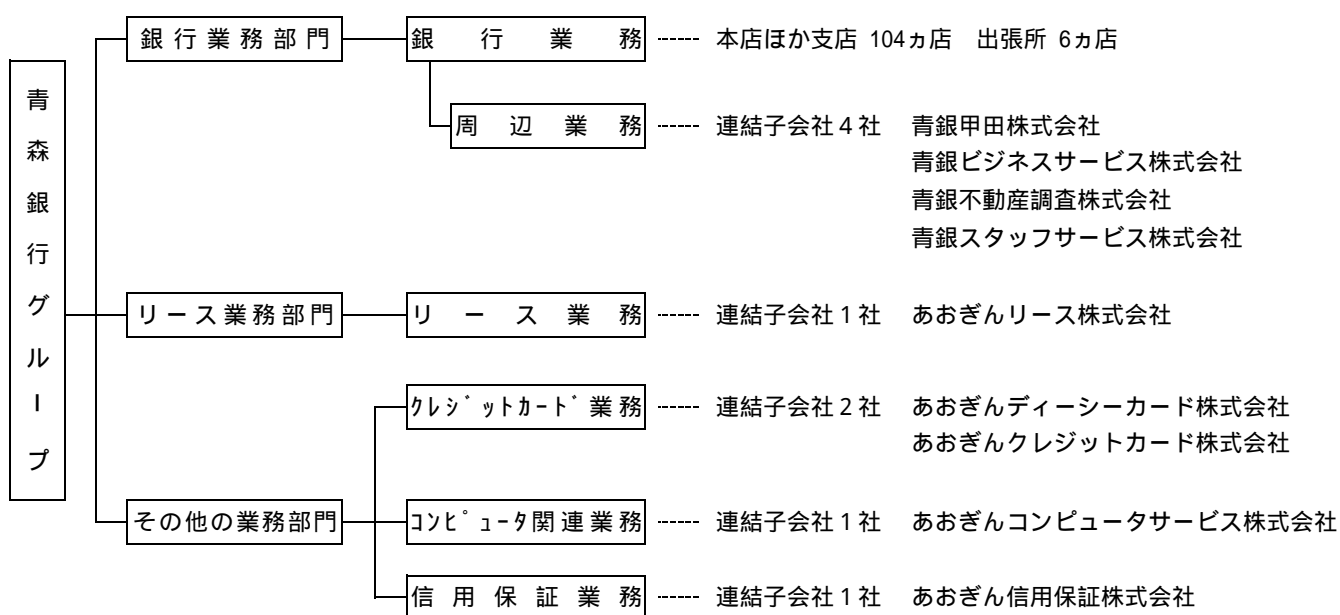 青森銀行グループ
銀行業務部門 銀行業務 本店ほか支店 104ヵ店 出張所 6ヵ店
周辺業務 連結子会社4社 青銀甲田株式会社
青銀ビジネスサービス株式会社
青銀不動産調査株式会社
青銀スタッフサービス株式会社
リース業務部門 リース業務 連結子会社1社 あおぎんリース株式会社
ｸﾚｼﾞｯﾄｶｰﾄﾞ業務 連結子会社2社 あおぎんディーシーカード株式会社
あおぎんクレジットカード株式会社
その他の業務部門 ｺﾝﾋﾟｭｰﾀ関連業務 連結子会社1社 あおぎんコンピュータサービス株式会社
信用保証業務 連結子会社1社 あおぎん信用保証株式会社